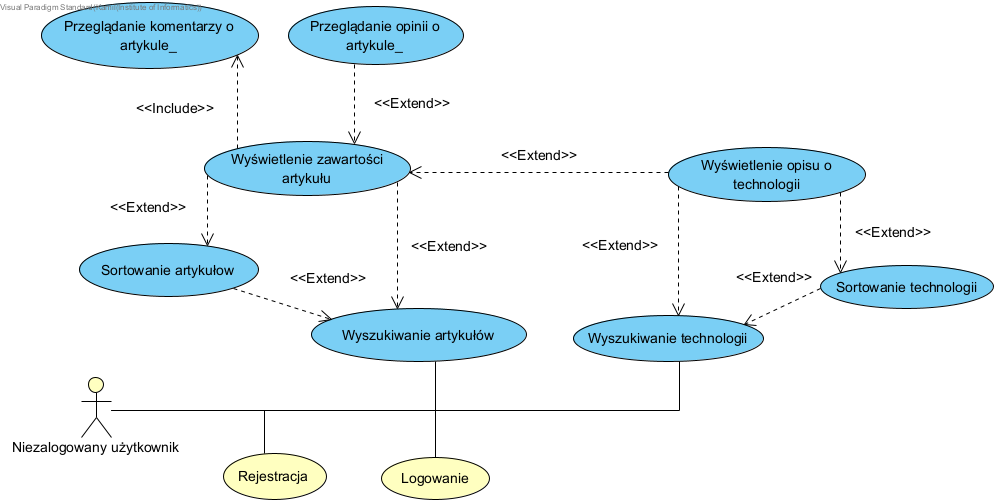 Visual Paradigm Standard(Kamil(Institute of Informatics))
Przeglądanie komentarzy o
artykule_
Przeglądanie opinii o
artykule_
<<Include>>
<<Extend>>
Wyświetlenie zawartości
artykułu
<<Extend>>
Wyświetlenie opisu o
technologii
<<Extend>>
<<Extend>>
<<Extend>>
<<Extend>>
Sortowanie artykułow
<<Extend>>
<<Extend>>
Sortowanie technologii
Wyszukiwanie artykułów
Wyszukiwanie technologii
Niezalogowany użytkownik
Rejestracja
Logowanie